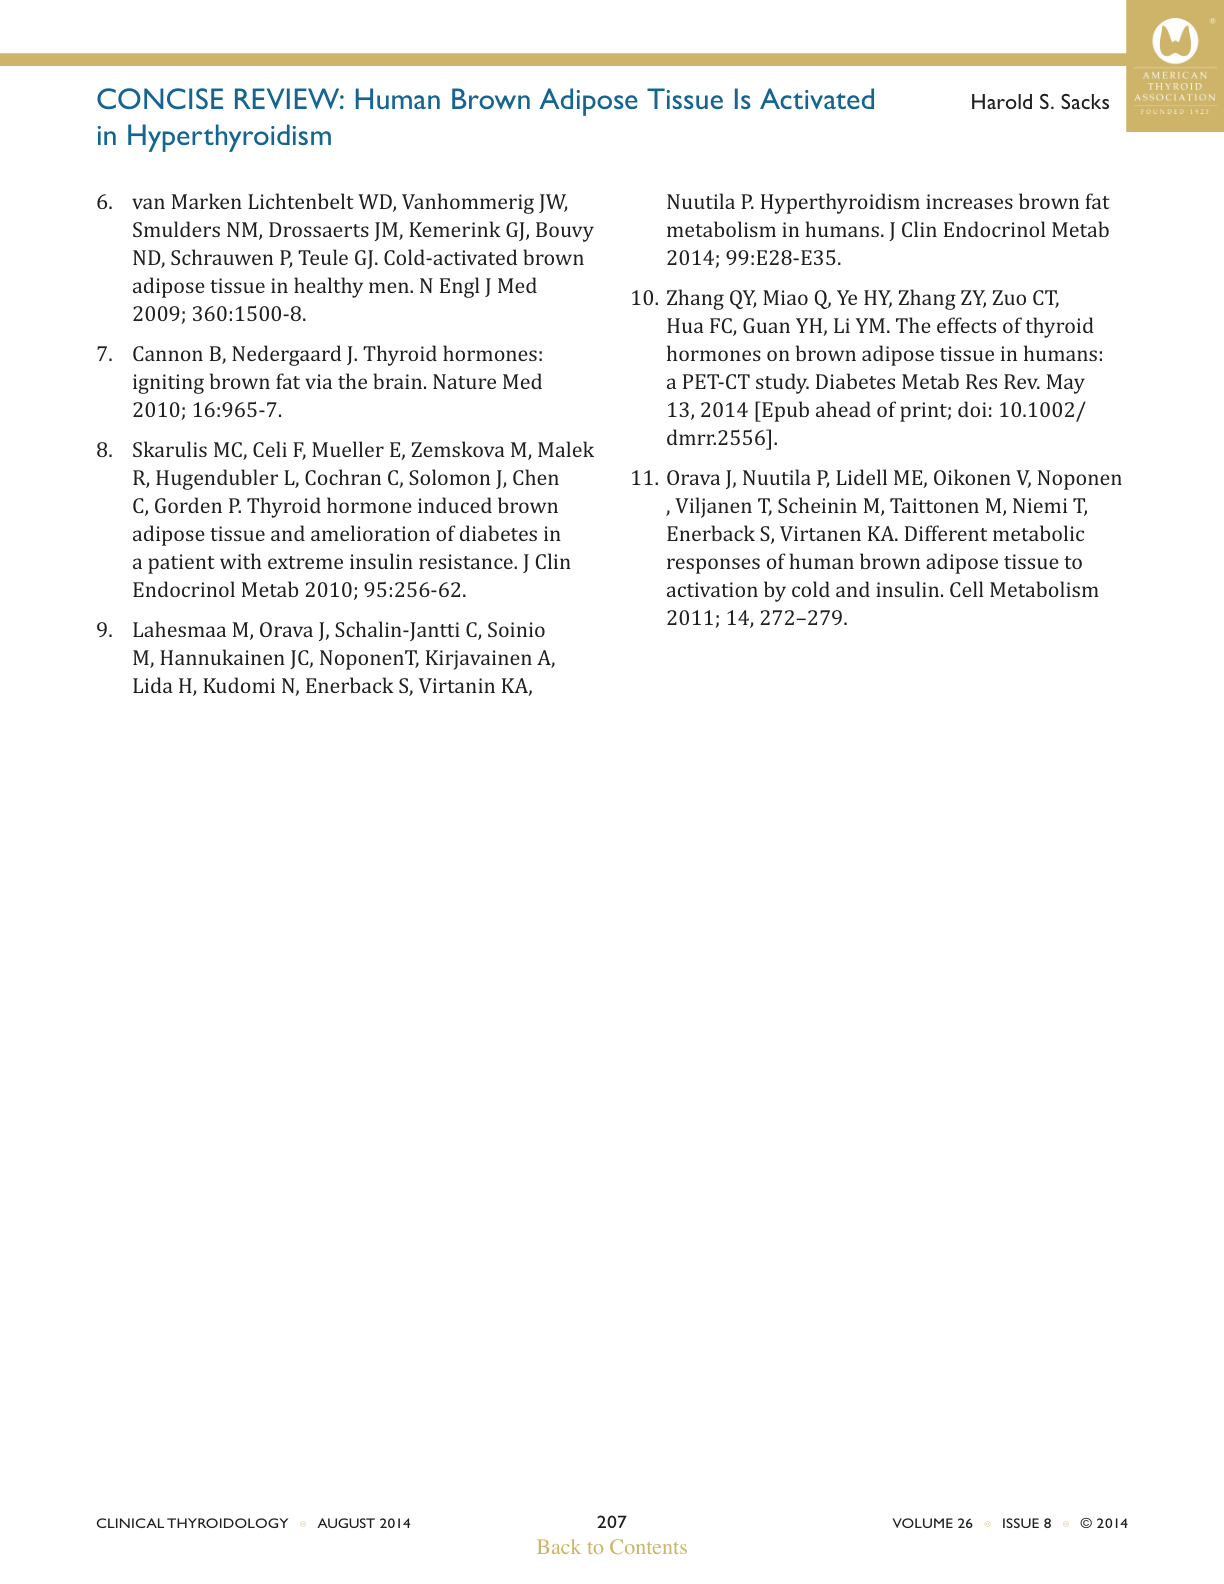 CONCISE REVIEW: Human Brown Adipose Tissue Is Activated
in Hyperthyroidism
Harold S. Sacks
®
AMERICAN
THYROID
ASSOCIATION
FOUNDED 1923
6. van Marken Lichtenbelt WD, Vanhommerig JW,
Smulders NM, Drossaerts JM, Kemerink GJ, Bouvy
ND, Schrauwen P, Teule GJ. Cold-activated brown
adipose tissue in healthy men. N Engl J Med
2009; 360:1500-8.
7. Cannon B, Nedergaard J. Thyroid hormones:
igniting brown fat via the brain. Nature Med
2010; 16:965-7.
8. Skarulis MC, Celi F, Mueller E, Zemskova M, Malek
R, Hugendubler L, Cochran C, Solomon J, Chen
C, Gorden P. Thyroid hormone induced brown
adipose tissue and amelioration of diabetes in
a patient with extreme insulin resistance. J Clin
Endocrinol Metab 2010; 95:256-62.
9. Lahesmaa M, Orava J, Schalin-Jantti C, Soinio
M, Hannukainen JC, NoponenT, Kirjavainen A,
Lida H, Kudomi N, Enerback S, Virtanin KA,
Nuutila P. Hyperthyroidism increases brown fat
metabolism in humans. J Clin Endocrinol Metab
2014; 99:E28-E35.
10. Zhang QY, Miao Q, Ye HY, Zhang ZY, Zuo CT,
Hua FC, Guan YH, Li YM. The effects of thyroid
hormones on brown adipose tissue in humans:
a PET-CT study. Diabetes Metab Res Rev. May
13, 2014 [Epub ahead of print; doi: 10.1002/
dmrr.2556].
11. Orava J, Nuutila P, Lidell ME, Oikonen V, Noponen
, Viljanen T, Scheinin M, Taittonen M, Niemi T,
Enerback S, Virtanen KA. Different metabolic
responses of human brown adipose tissue to
activation by cold and insulin. Cell Metabolism
2011; 14, 272–279.
CLINICAL THYROIDOLOGY AUGUST 2014
207
VOLUME 26 ISSUE 8 © 2014
Back to Contents